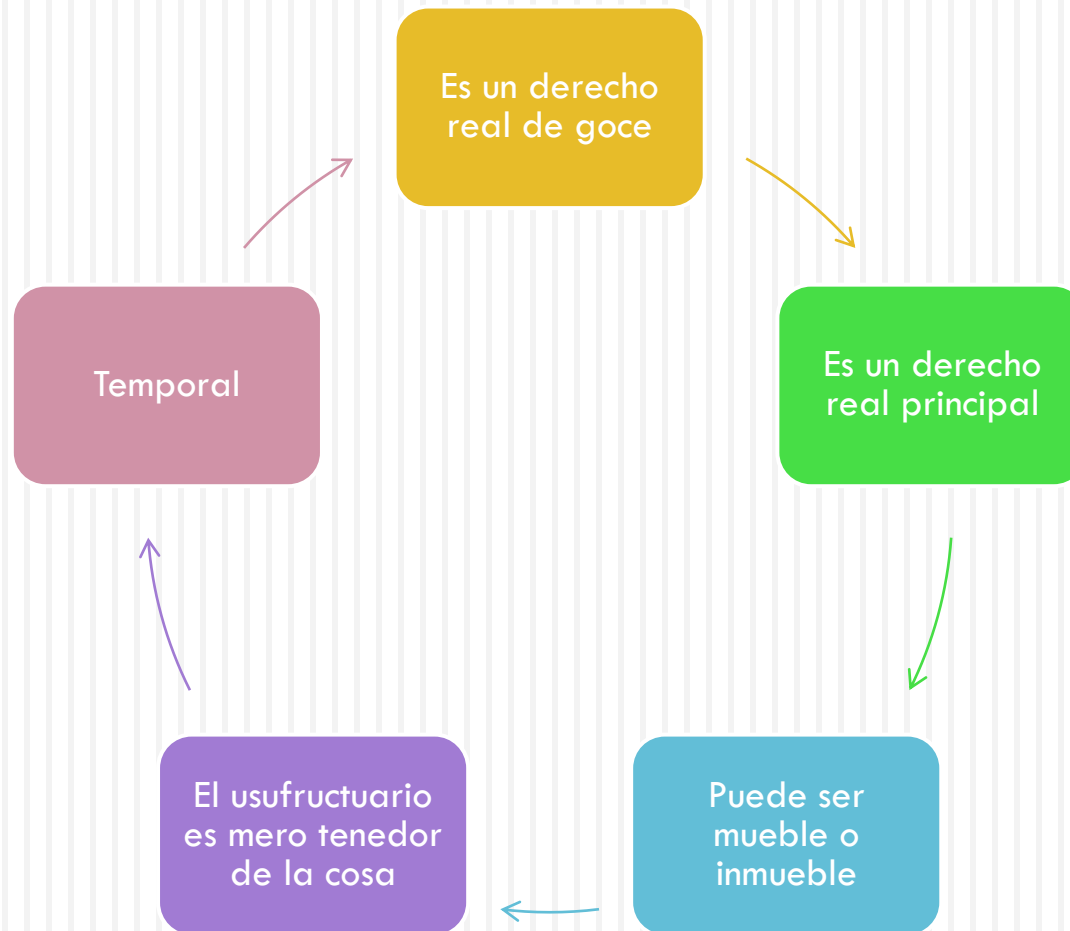 Es un derecho
real de goce
Es un derecho
real principal
Puede ser
mueble o
inmueble
El usufructuario
es mero tenedor
de la cosa
Temporal